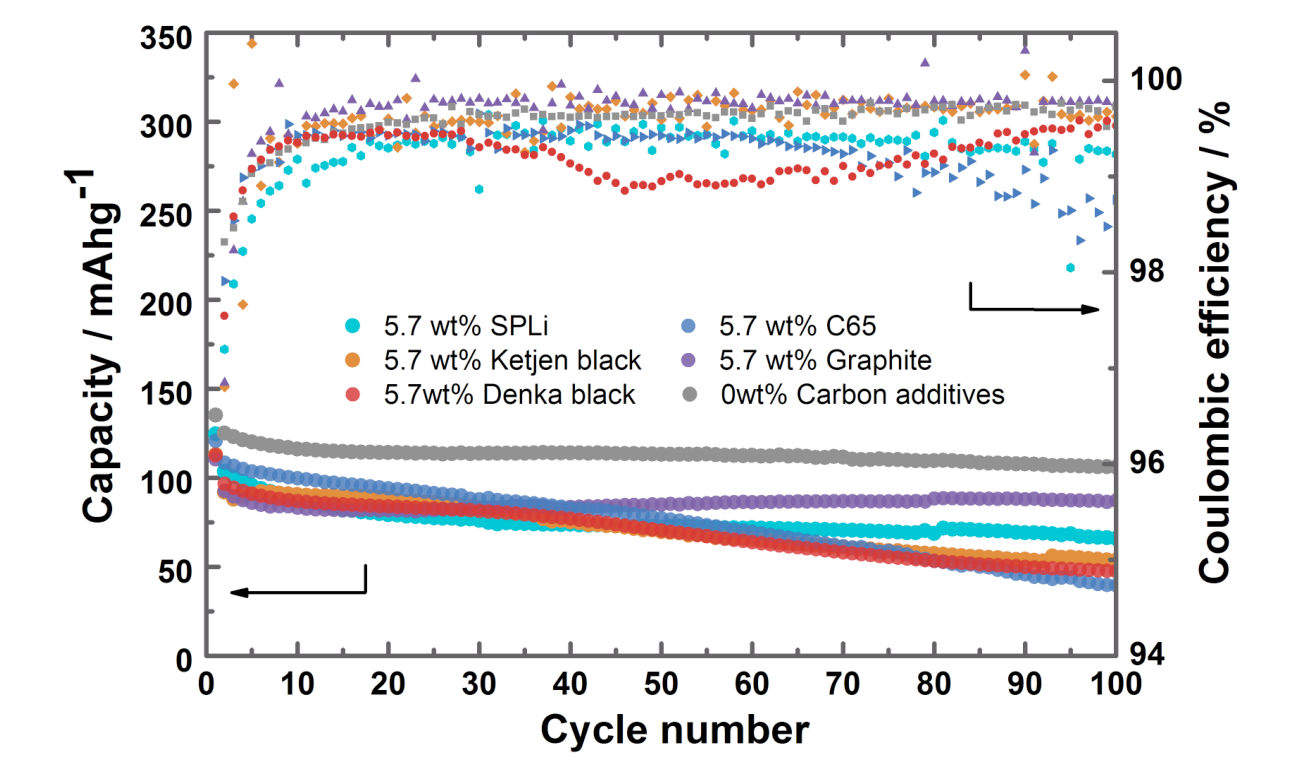 350
300
250
200
150
100
50
0
Capacity / mAhg-1
100
98
96
94
Coulombic efficiency / %
5.7 wt% SPLi
5.7 wt% Ketjen black
5.7wt% Denka black
5.7 wt% C65
5.7 wt% Graphite
0wt% Carbon additives
0 10 20 30 40 50 60 70 80 90 100
Cycle number